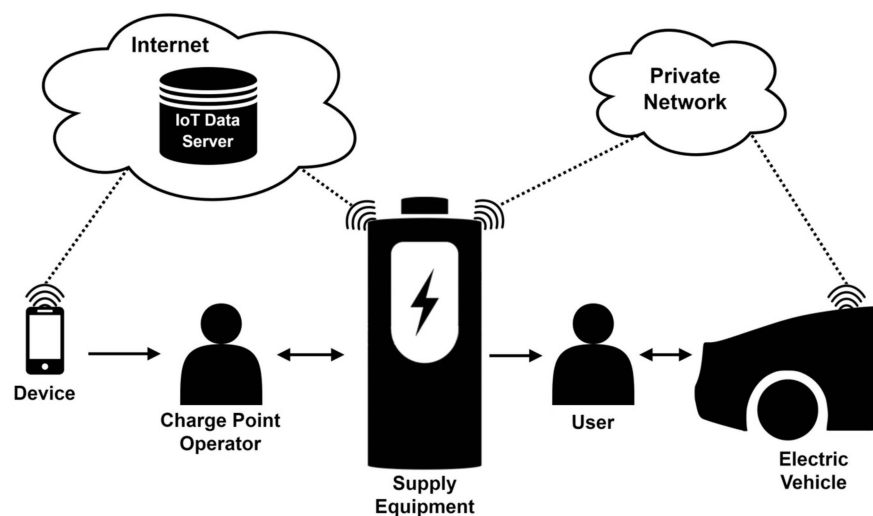 Internet
IoT Data
Server
Private
Network
Device
Charge Point
Operator
Supply
Equipment
User
Electric
Vehicle